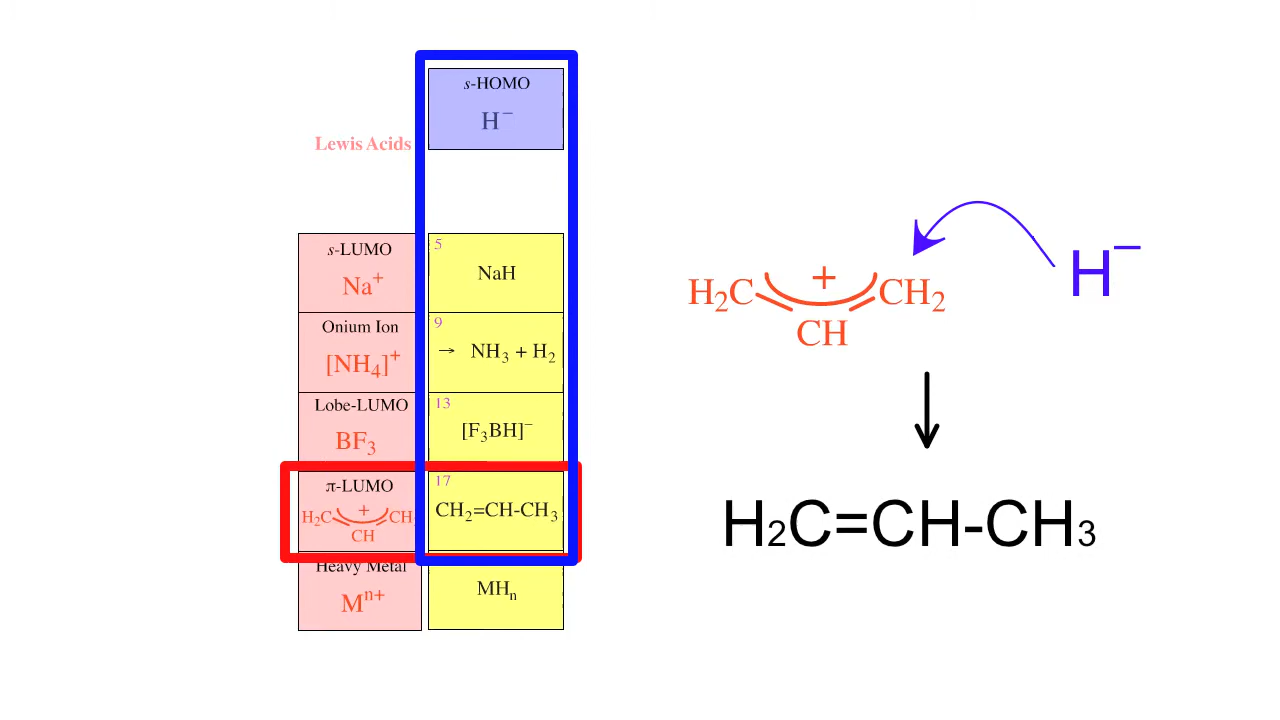 s-HOMO
H⁻
Lewis Acids
s-LUMO
Na⁺
5
NaH
Onium Ion
[NH₄]⁺
9
→ NH₃ + H₂
Lobe-LUMO
BF₃
13
[F₃BH]⁻
π-LUMO
H₂C + CH
CH
17
CH₂=CH-CH₃
Heavy Metal
Mⁿ⁺
MHₙ
H⁻
+
H₂C CH₂
CH
H₂C=CH-CH₃